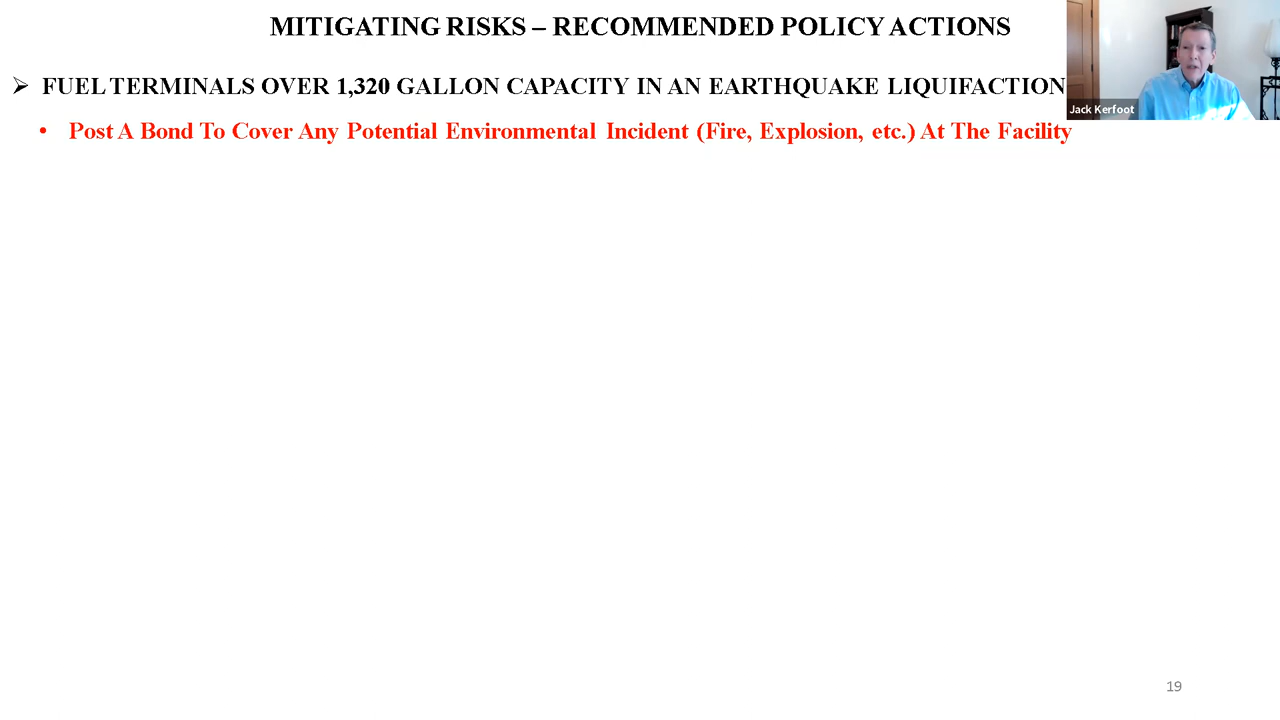 MITIGATING RISKS – RECOMMENDED POLICY ACTIONS
➢ FUEL TERMINALS OVER 1,320 GALLON CAPACITY IN AN EARTHQUAKE LIQUIFACTION
Jack Kerfoot
• Post A Bond To Cover Any Potential Environmental Incident (Fire, Explosion, etc.) At The Facility
19